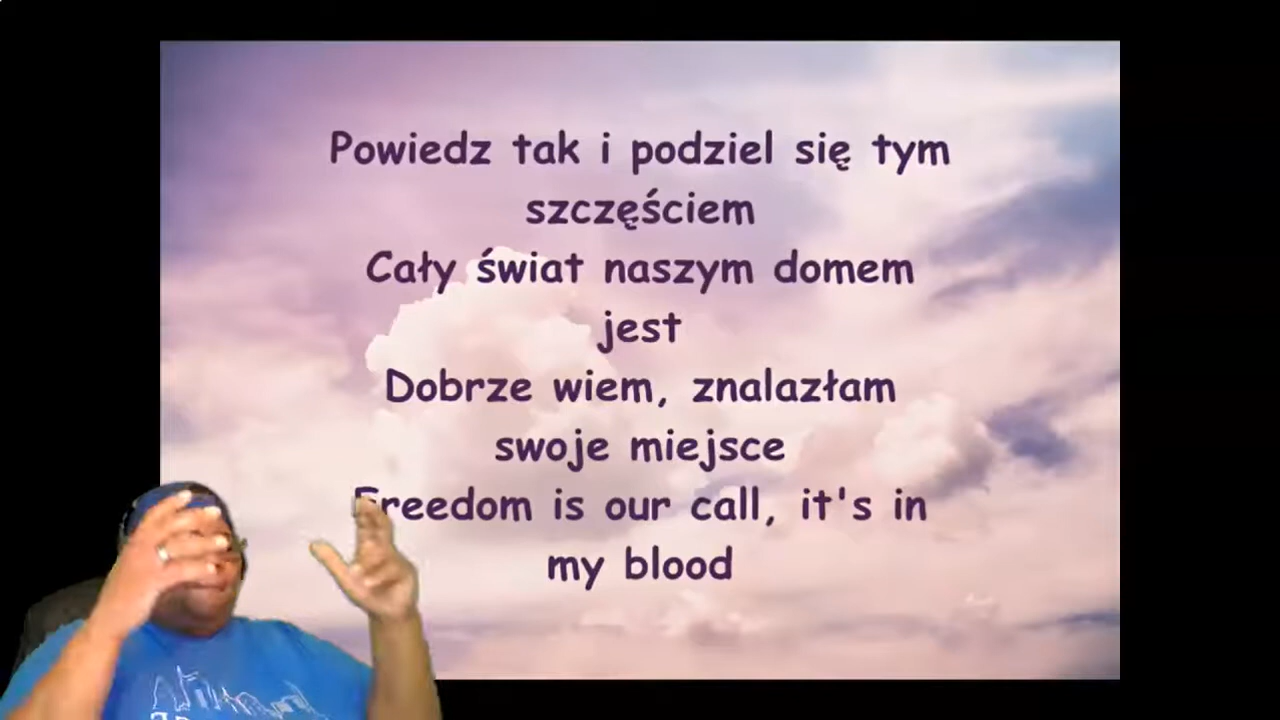 Powiedz tak i podziel się tym
szczęściem
Cały świat naszym domem
jest
Dobrze wiem, znalazłam
swoje miejsce
Freedom is our call, it's in
my blood